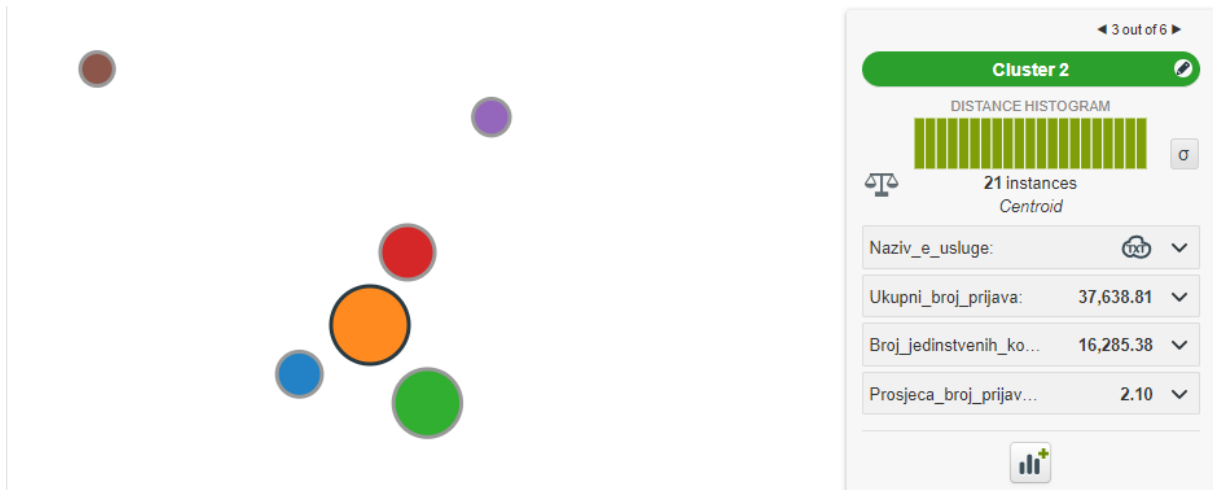 ◀ 3 out of 6 ▶
Cluster 2
DISTANCE HISTOGRAM
σ
21 instances
Centroid
Naziv_e_usluge: TXT
Ukupni_broj_prijava: 37,638.81
Broj_jedinstvenih_ko... 16,285.38
Prosjeca_broj_prijav... 2.10